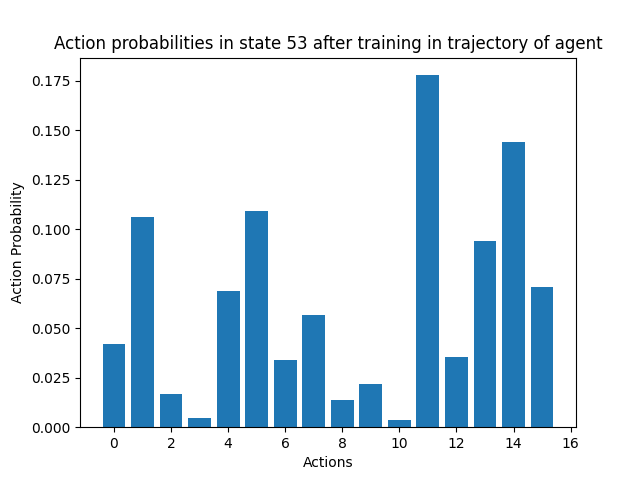 Action probabilities in state 53 after training in trajectory of agent
Action Probability
0.175
0.150
0.125
0.100
0.075
0.050
0.025
0.000
0 2 4 6 8 10 12 14 16
Actions